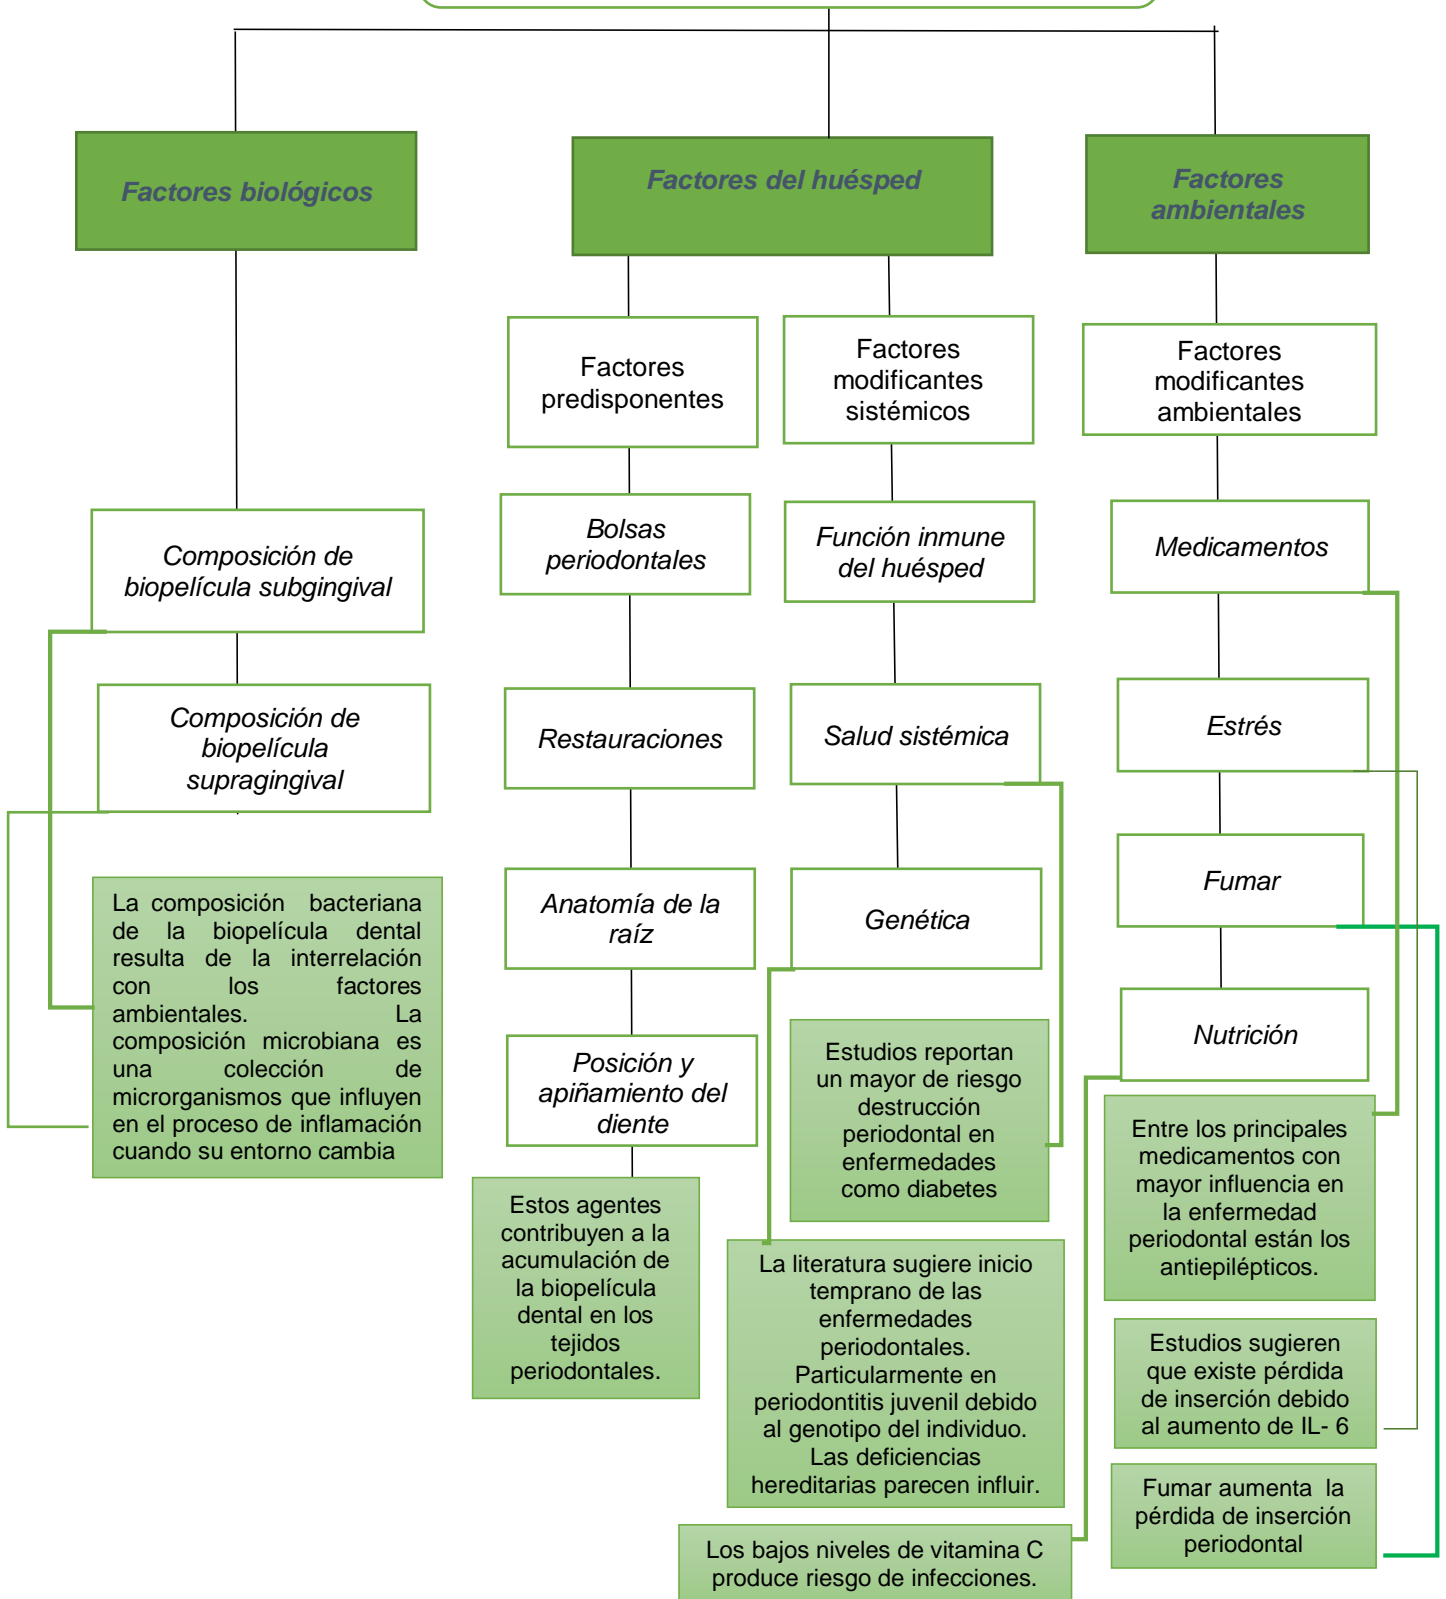 Factores biológicos
Factores del huésped
Factores
ambientales
Factores
predisponentes
Factores
modificantes
sistémicos
Factores
modificantes
ambientales
Composición de
biopelícula subgingival
Bolsas
periodontales
Función inmune
del huésped
Medicamentos
Composición de
biopelícula
supragingival
Restauraciones
Salud sistémica
Estrés
La composición bacteriana
de la biopelícula dental
resulta de la interrelación
con los factores
ambientales. La
composición microbiana es
una colección de
microrganismos que influyen
en el proceso de inflamación
cuando su entorno cambia
Anatomía de la
raíz
Genética
Fumar
Nutrición
Posición y
apiñamiento del
diente
Estudios reportan
un mayor de riesgo
destrucción
periodontal en
enfermedades
como diabetes
Entre los principales
medicamentos con
mayor influencia en
la enfermedad
periodontal están los
antiepilépticos.
Estos agentes
contribuyen a la
acumulación de
la biopelícula
dental en los
tejidos
periodontales.
La literatura sugiere inicio
temprano de las
enfermedades
periodontales.
Particularmente en
periodontitis juvenil debido
al genotipo del individuo.
Las deficiencias
hereditarias parecen influir.
Estudios sugieren
que existe pérdida
de inserción debido
al aumento de IL- 6
Fumar aumenta la
pérdida de inserción
periodontal
Los bajos niveles de vitamina C
produce riesgo de infecciones.